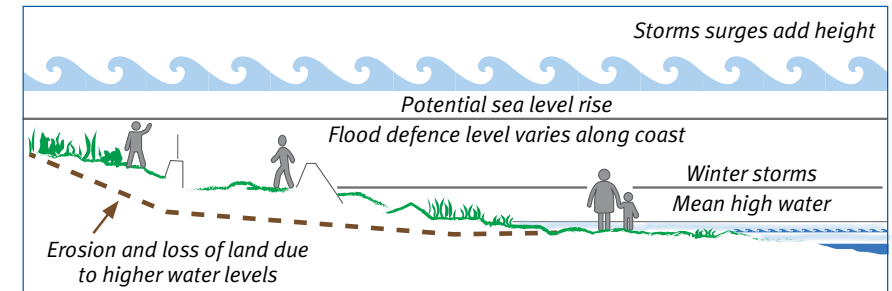 Storms surges add height
Potential sea level rise
Flood defence level varies along coast
Winter storms
Mean high water
Erosion and loss of land due
to higher water levels